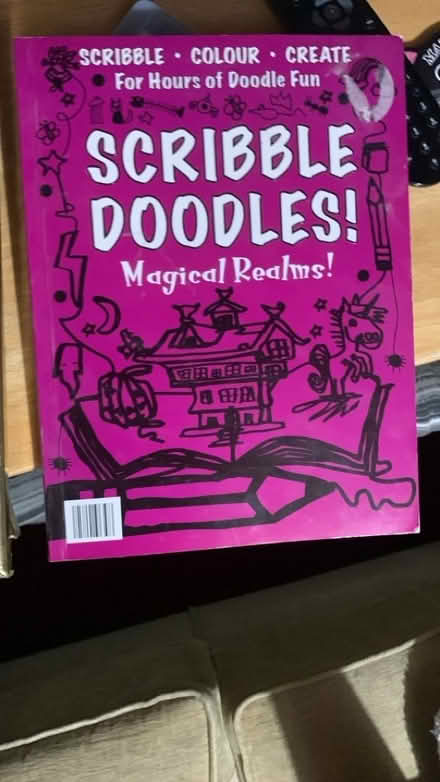 SCRIBBLE · COLOUR · CREATE
For Hours of Doodle Fun
SCRIBBLE
DOODLES!
Magical Realms!